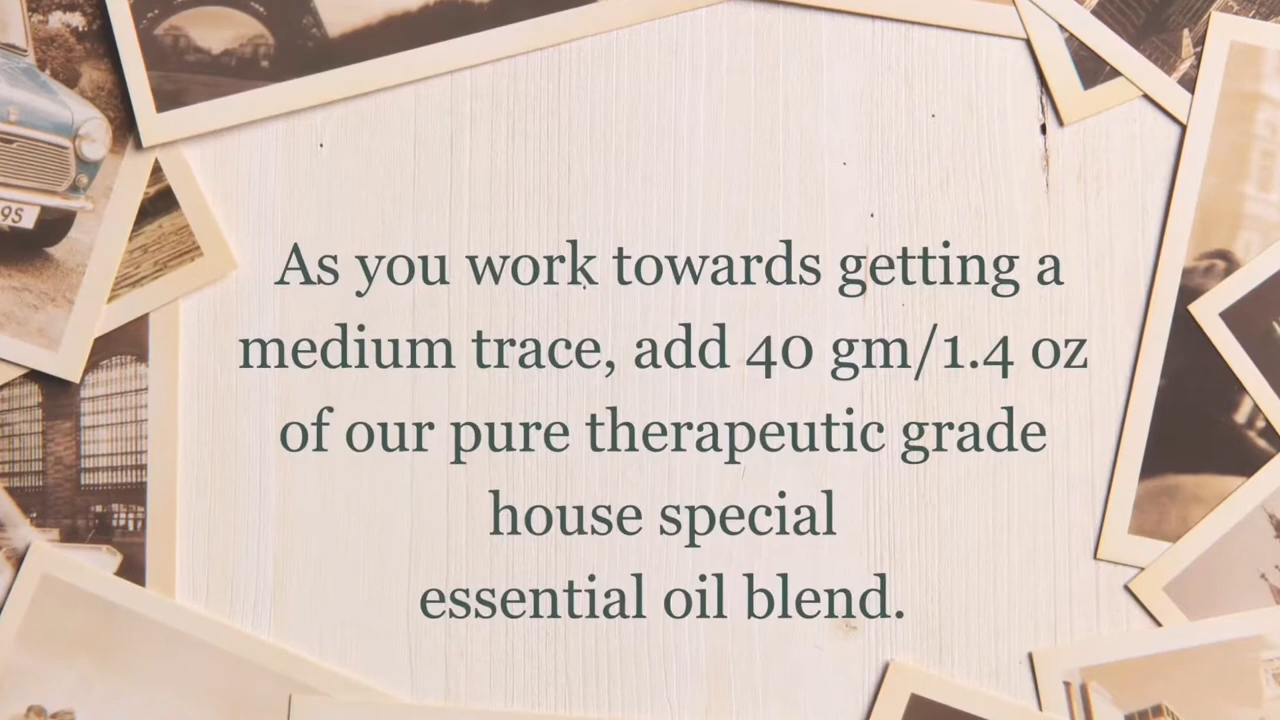 As you work towards getting a
medium trace, add 40 gm/1.4 oz
of our pure therapeutic grade
house special
essential oil blend.
9S